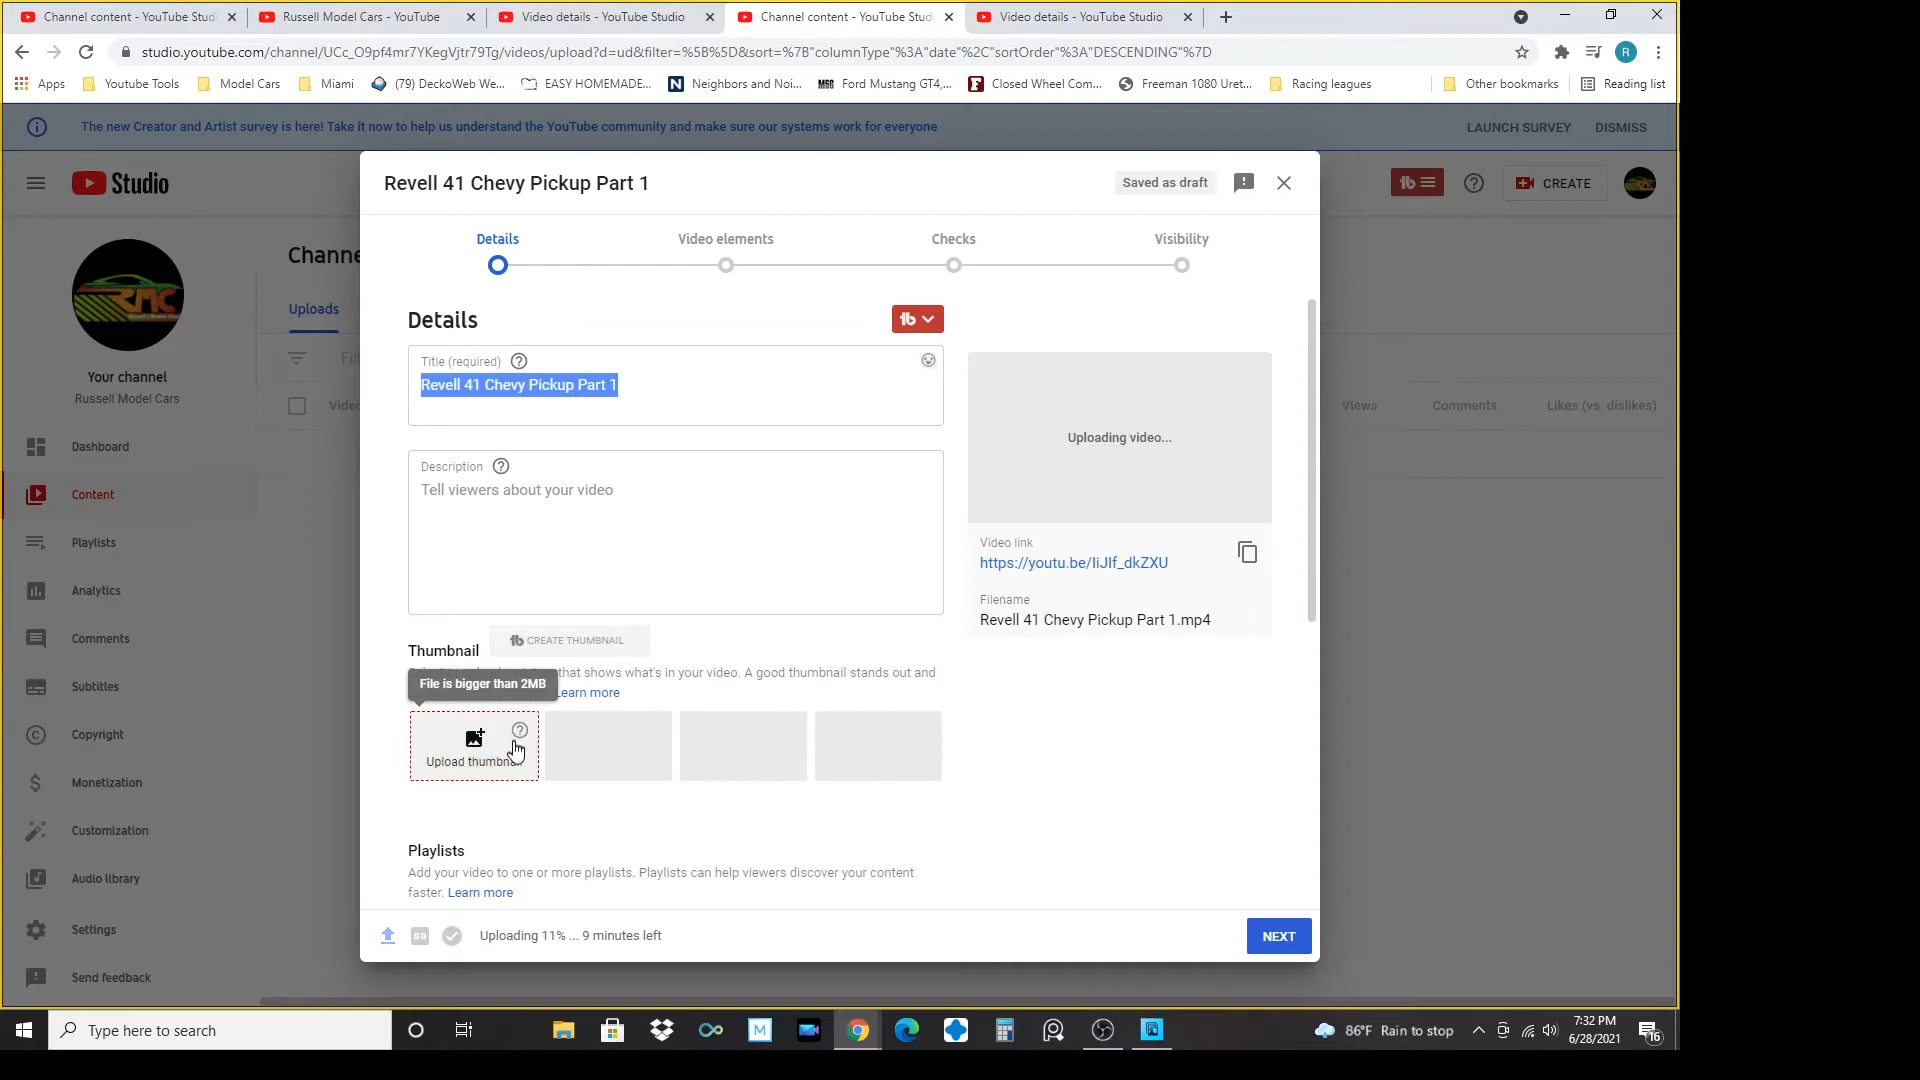 Channel content - YouTube Studi
Russell Model Cars - YouTube
Video details - YouTube Studio
Channel content - YouTube Studi
Video details - YouTube Studio
studio.youtube.com/channel/UCc_O9pf4mr7YKegVjtr79Tg/videos/upload?d=ud&filter=%5B%5D&sort=%7B"columnType"%3A"date"%2C"sortOrder"%3A"DESCENDING"%7D
R
Apps
Youtube Tools
Model Cars
Miami
(79) DeckoWeb We...
EASY HOMEMADE...
Neighbors and Noi...
Ford Mustang GT4,...
Closed Wheel Com...
Freeman 1080 Uret...
Racing leagues
Other bookmarks
Reading list
The new Creator and Artist survey is here! Take it now to help us understand the YouTube community and make sure our systems work for everyone
LAUNCH SURVEY
DISMISS
Studio
CREATE
RMC
Your channel
Russell Model Cars
Dashboard
Content
Playlists
Analytics
Comments
Subtitles
Copyright
Monetization
Customization
Audio library
Settings
Send feedback
Channe
Uploads
Fil
Videc
Views
Comments
Likes (vs. dislikes)
Revell 41 Chevy Pickup Part 1
Saved as draft
Details
Video elements
Checks
Visibility
Details
Title (required)
Revell 41 Chevy Pickup Part 1
Description
Tell viewers about your video
Uploading video...
Video link
https://youtu.be/IiJIf_dkZXU
Filename
Revell 41 Chevy Pickup Part 1.mp4
Thumbnail
CREATE THUMBNAIL
that shows what's in your video. A good thumbnail stands out and
File is bigger than 2MB
earn more
Upload thumbnai
Playlists
Add your video to one or more playlists. Playlists can help viewers discover your content
faster. Learn more
SD
Uploading 11% ... 9 minutes left
NEXT
Type here to search
86°F Rain to stop
7:32 PM
6/28/2021
16